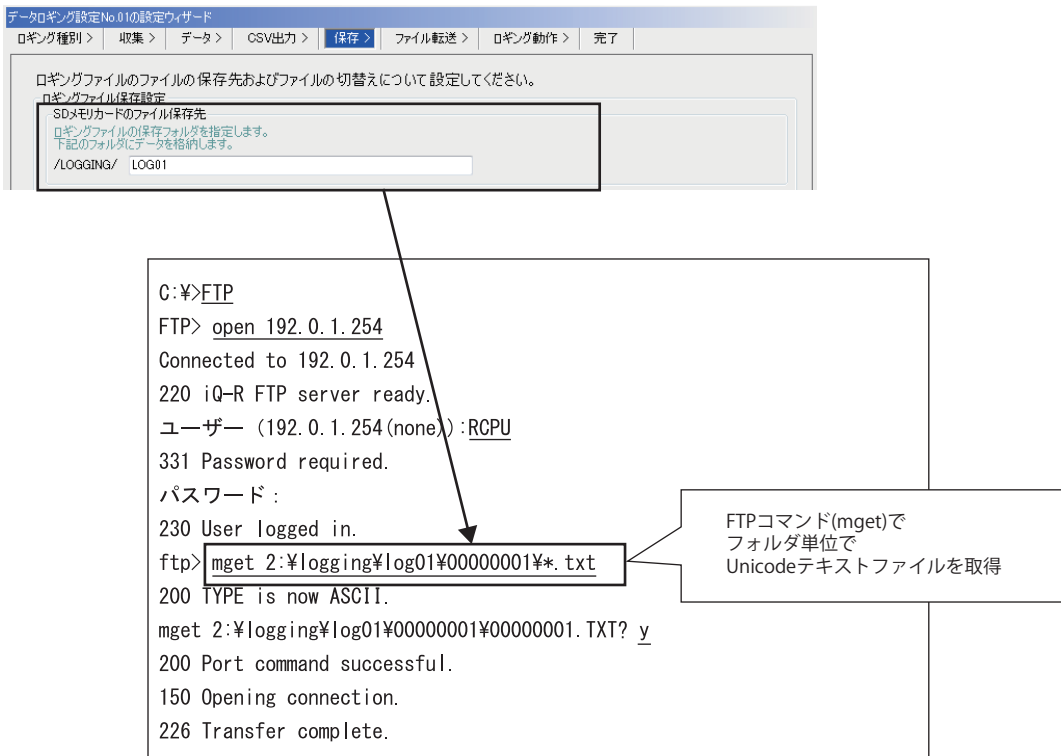 データロギング設定No.01の設定ウィザード
ロギング種別 > 収集 > データ > CSV出力 > 保存 > ファイル転送 > ロギング動作 > 完了
ロギングファイルのファイルの保存先およびファイルの切替えについて設定してください。
ロギングファイル保存設定
SDメモリカードのファイル保存先
ロギングファイルの保存フォルダを指定します。
下記のフォルダにデータを格納します。
/LOGGING/ LOG01
C:¥>FTP
FTP> open 192.0.1.254
Connected to 192.0.1.254
220 iQ-R FTP server ready.
ユーザー (192.0.1.254(none)):RCPU
331 Password required.
パスワード:
230 User logged in.
ftp> mget 2:¥logging¥log01¥00000001¥*.txt
200 TYPE is now ASCII.
mget 2:¥logging¥log01¥00000001¥00000001.TXT? y
200 Port command successful.
150 Opening connection.
226 Transfer complete.
FTPコマンド(mget)で
フォルダ単位で
Unicodeテキストファイルを取得